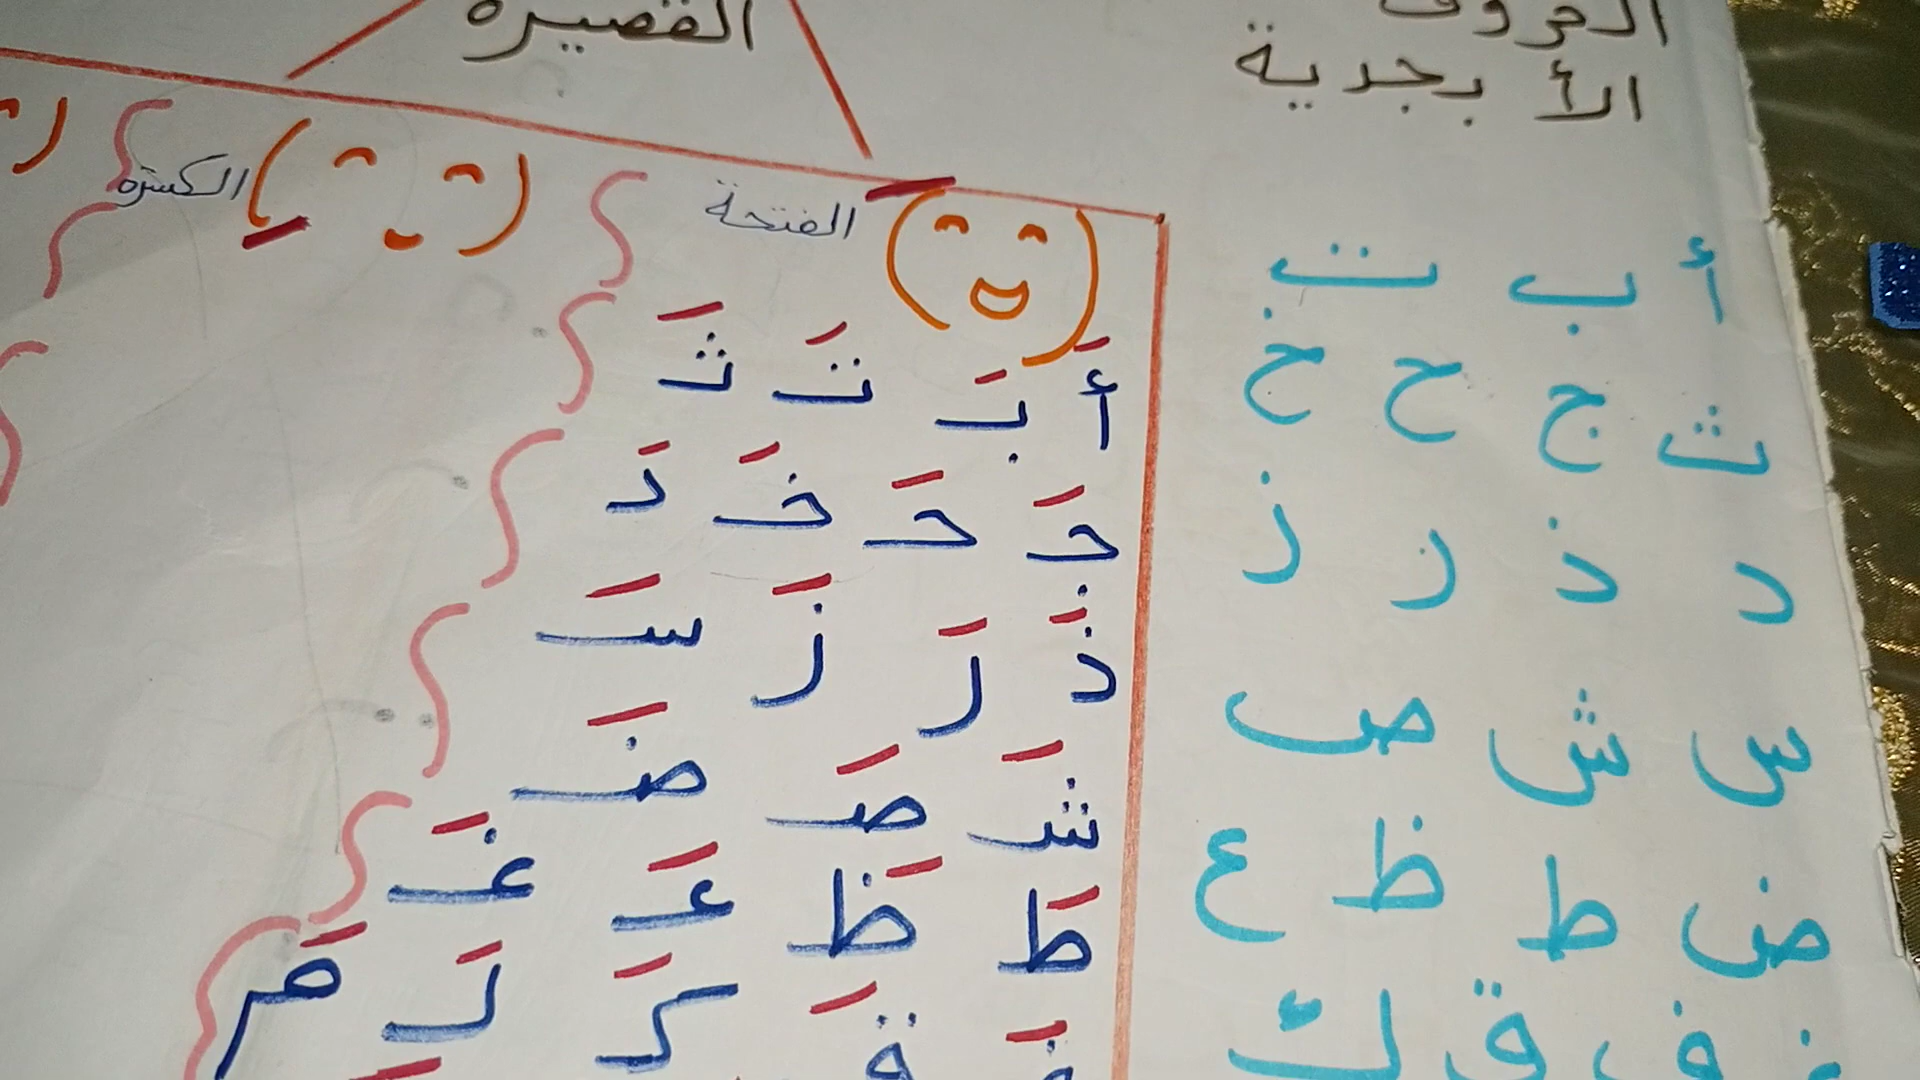 الحروف
الأبجدية
أ ب ت
ث ج ح خ
د ذ ر ز
س ش ص
ض ط ظ ع
غ ف ق ك
القصيرة
الفتحة
أَ بَ تَ ثَ
جَ حَ خَ دَ
ذَ رَ زَ سَ
شَ صَ ضَ
طَ ظَ عَ غَ
فَ قَ كَ لَ مَ
الكسرة